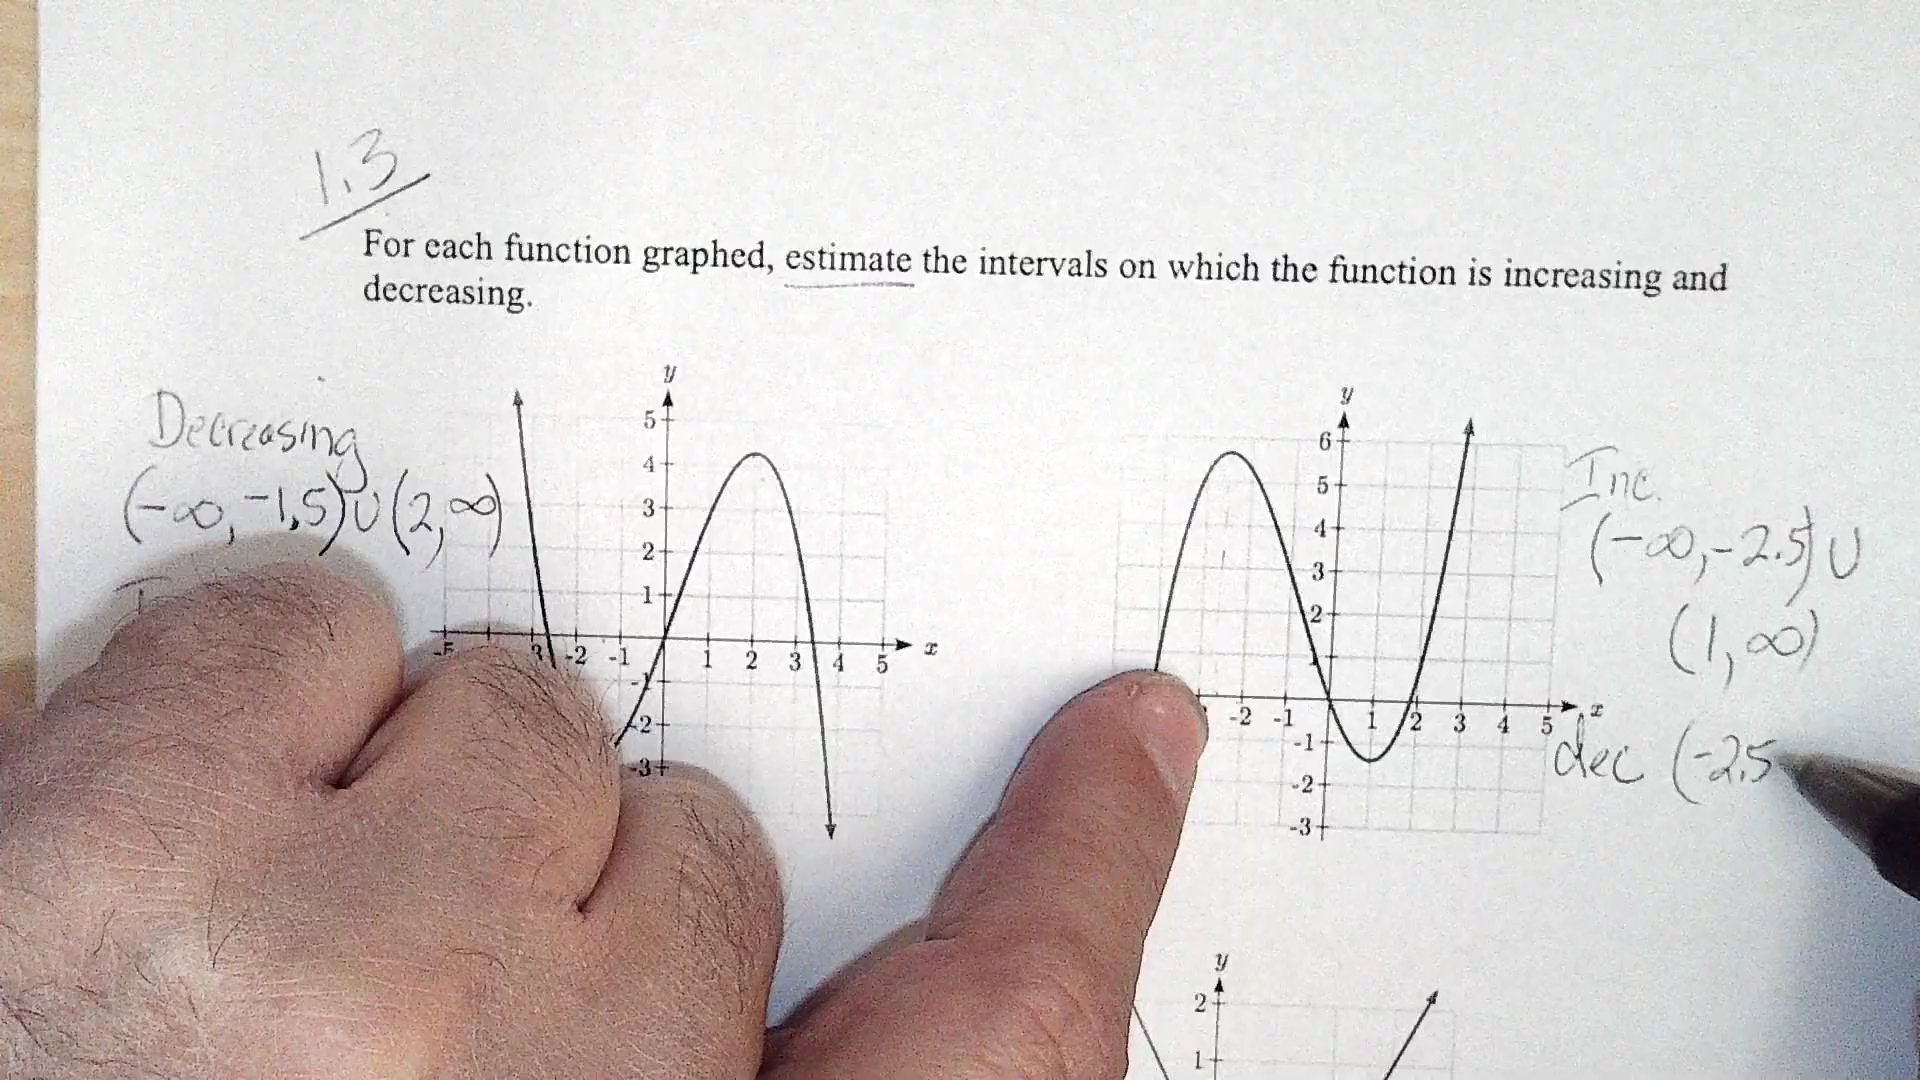 1.3
For each function graphed, estimate the intervals on which the function is increasing and
decreasing.
Decreasing
(-∞, -1,5)∪(2,∞)
y
5
4
3
2
1
-2 -1 1 2 3 4 5 x
-1
-2
-3
y
6
5
4
3
2
-2 -1 1 2 3 4 5 x
-1
-2
-3
Inc.
(-∞,-2.5)∪
(1,∞)
dec (-2,5
y
2
1